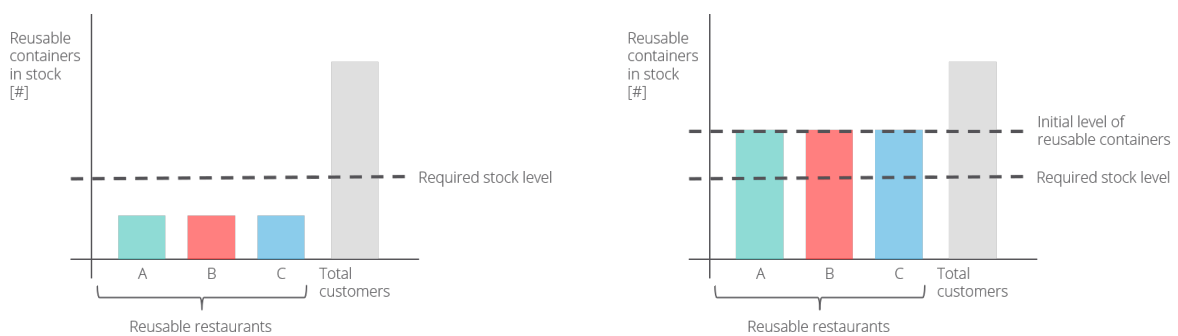 Reusable
containers
in stock
[#]
Required stock level
A
B
C
Total
customers
Reusable restaurants
Reusable
containers
in stock
[#]
Initial level of
reusable containers
Required stock level
A
B
C
Total
customers
Reusable restaurants